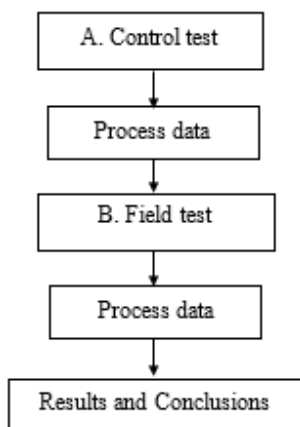 A. Control test
Process data
B. Field test
Process data
Results and Conclusions